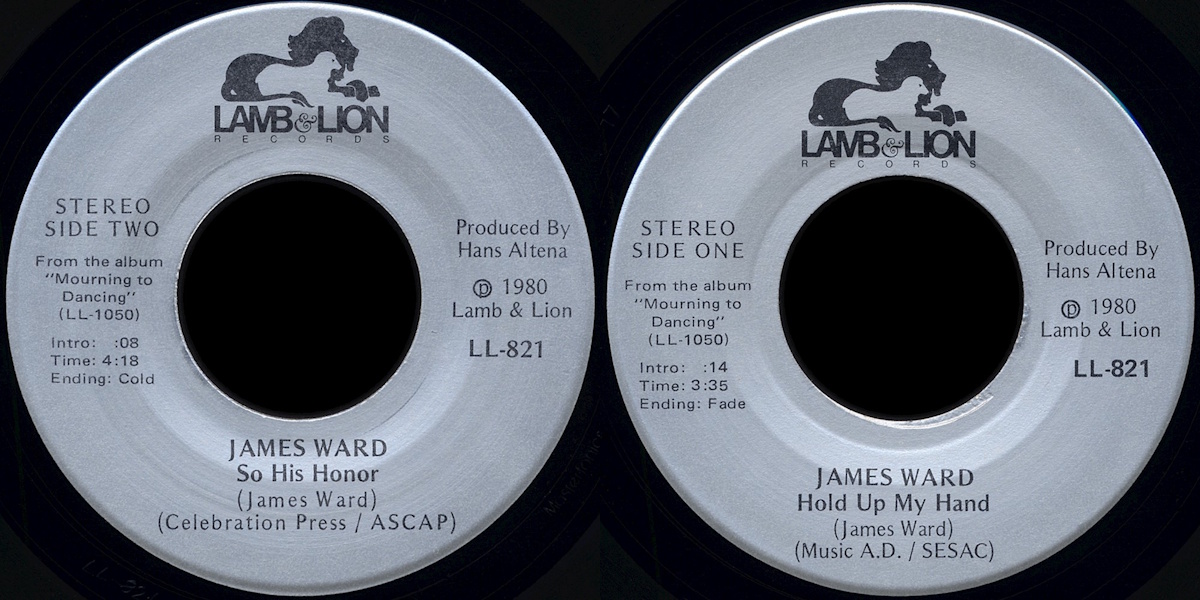 LAMB & LION
RECORDS
STEREO
SIDE TWO
From the album
"Mourning to
Dancing"
(LL-1050)
Intro: :08
Time: 4:18
Ending: Cold
Produced By
Hans Altena
Ⓟ 1980
Lamb & Lion
LL-821
JAMES WARD
So His Honor
(James Ward)
(Celebration Press / ASCAP)
LAMB & LION
RECORDS
STEREO
SIDE ONE
From the album
"Mourning to
Dancing"
(LL-1050)
Intro: :14
Time: 3:35
Ending: Fade
Produced By
Hans Altena
Ⓟ 1980
Lamb & Lion
LL-821
JAMES WARD
Hold Up My Hand
(James Ward)
(Music A.D. / SESAC)